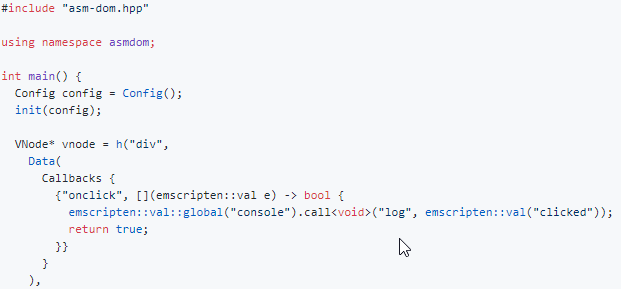 #include "asm-dom.hpp"
using namespace asmdom;
int main() {
  Config config = Config();
  init(config);
  VNode* vnode = h("div",
    Data(
      Callbacks {
        {"onclick", [](emscripten::val e) -> bool {
          emscripten::val::global("console").call<void>("log", emscripten::val("clicked"));
          return true;
        }}
      }
    ),